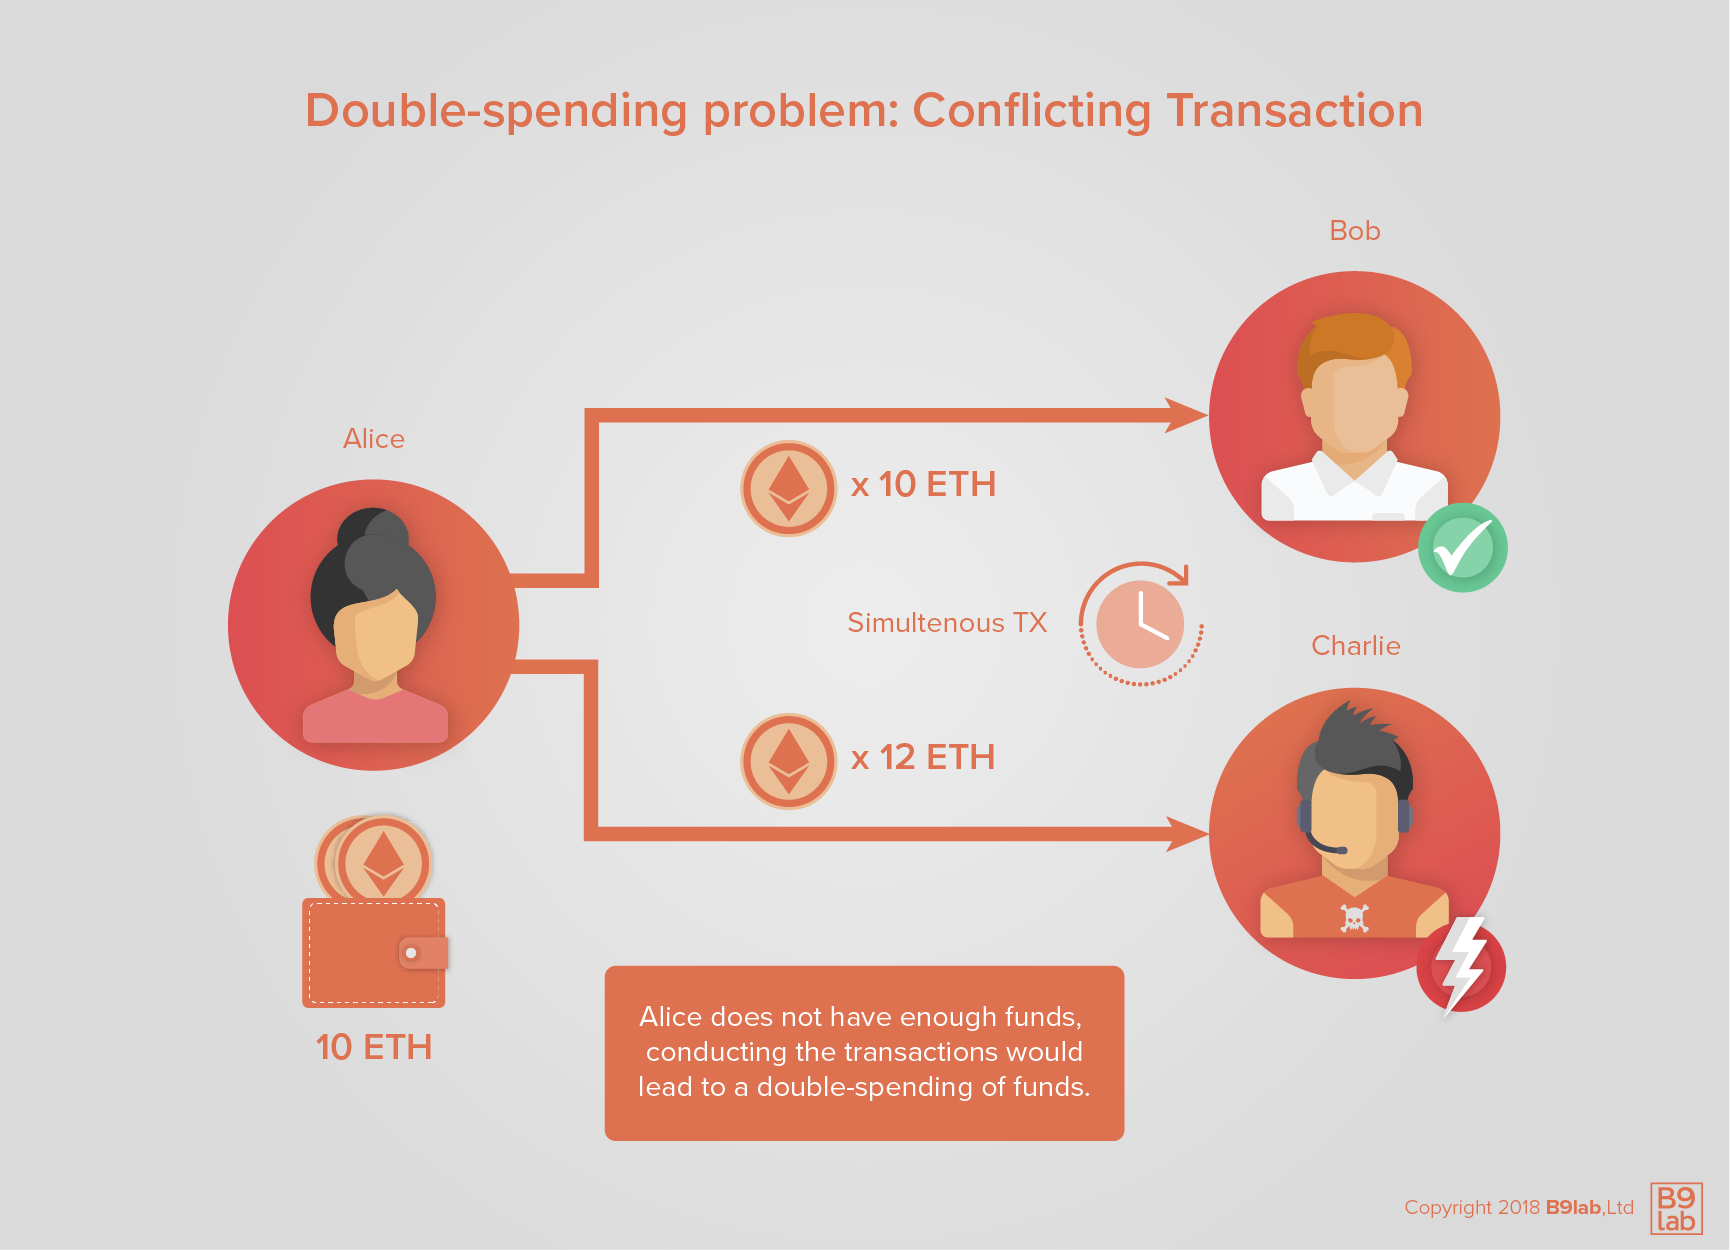 Double-spending problem: Conflicting Transaction
Bob
Alice
x 10 ETH
Simultenous TX
Charlie
x 12 ETH
10 ETH
Alice does not have enough funds,
conducting the transactions would
lead to a double-spending of funds.
Copyright 2018 B9lab,Ltd
B9
lab